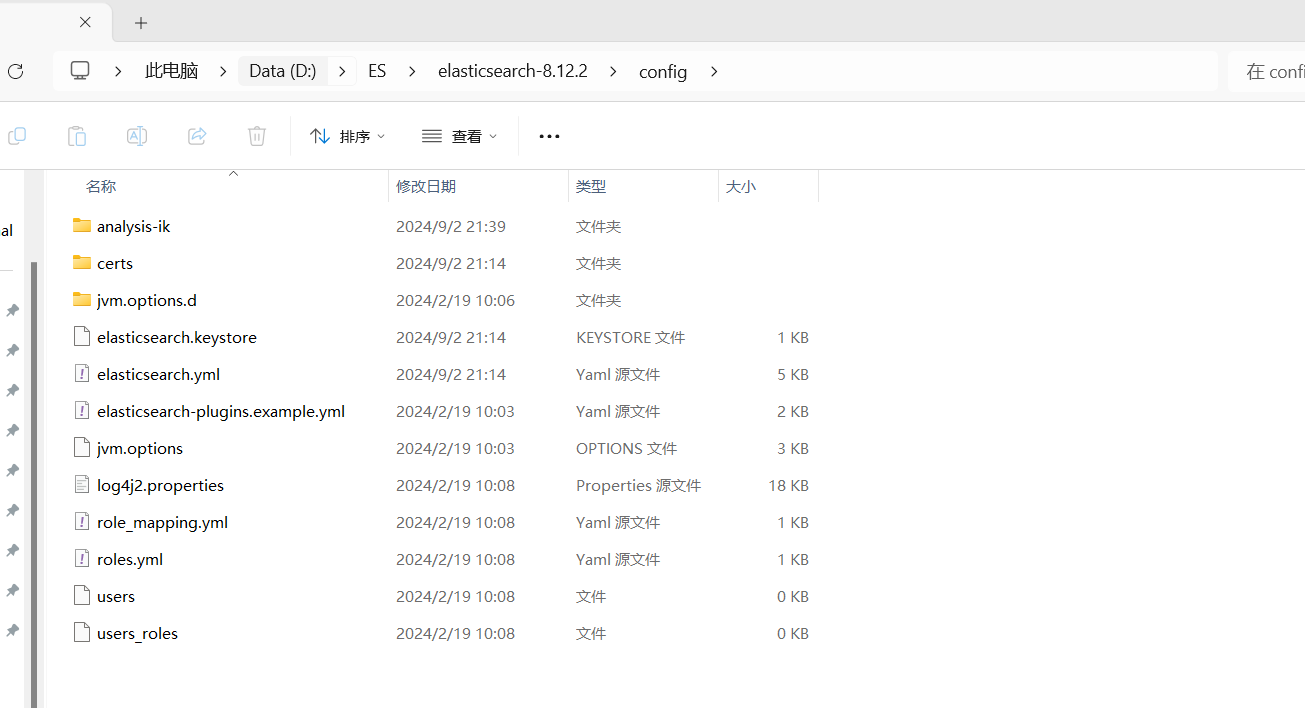 此电脑 Data (D:) ES elasticsearch-8.12.2 config 在 confi
排序 查看
名称 修改日期 类型 大小
analysis-ik 2024/9/2 21:39 文件夹
al
certs 2024/9/2 21:14 文件夹
jvm.options.d 2024/2/19 10:06 文件夹
elasticsearch.keystore 2024/9/2 21:14 KEYSTORE 文件 1 KB
elasticsearch.yml 2024/9/2 21:14 Yaml 源文件 5 KB
elasticsearch-plugins.example.yml 2024/2/19 10:03 Yaml 源文件 2 KB
jvm.options 2024/2/19 10:03 OPTIONS 文件 3 KB
log4j2.properties 2024/2/19 10:08 Properties 源文件 18 KB
role_mapping.yml 2024/2/19 10:08 Yaml 源文件 1 KB
roles.yml 2024/2/19 10:08 Yaml 源文件 1 KB
users 2024/2/19 10:08 文件 0 KB
users_roles 2024/2/19 10:08 文件 0 KB